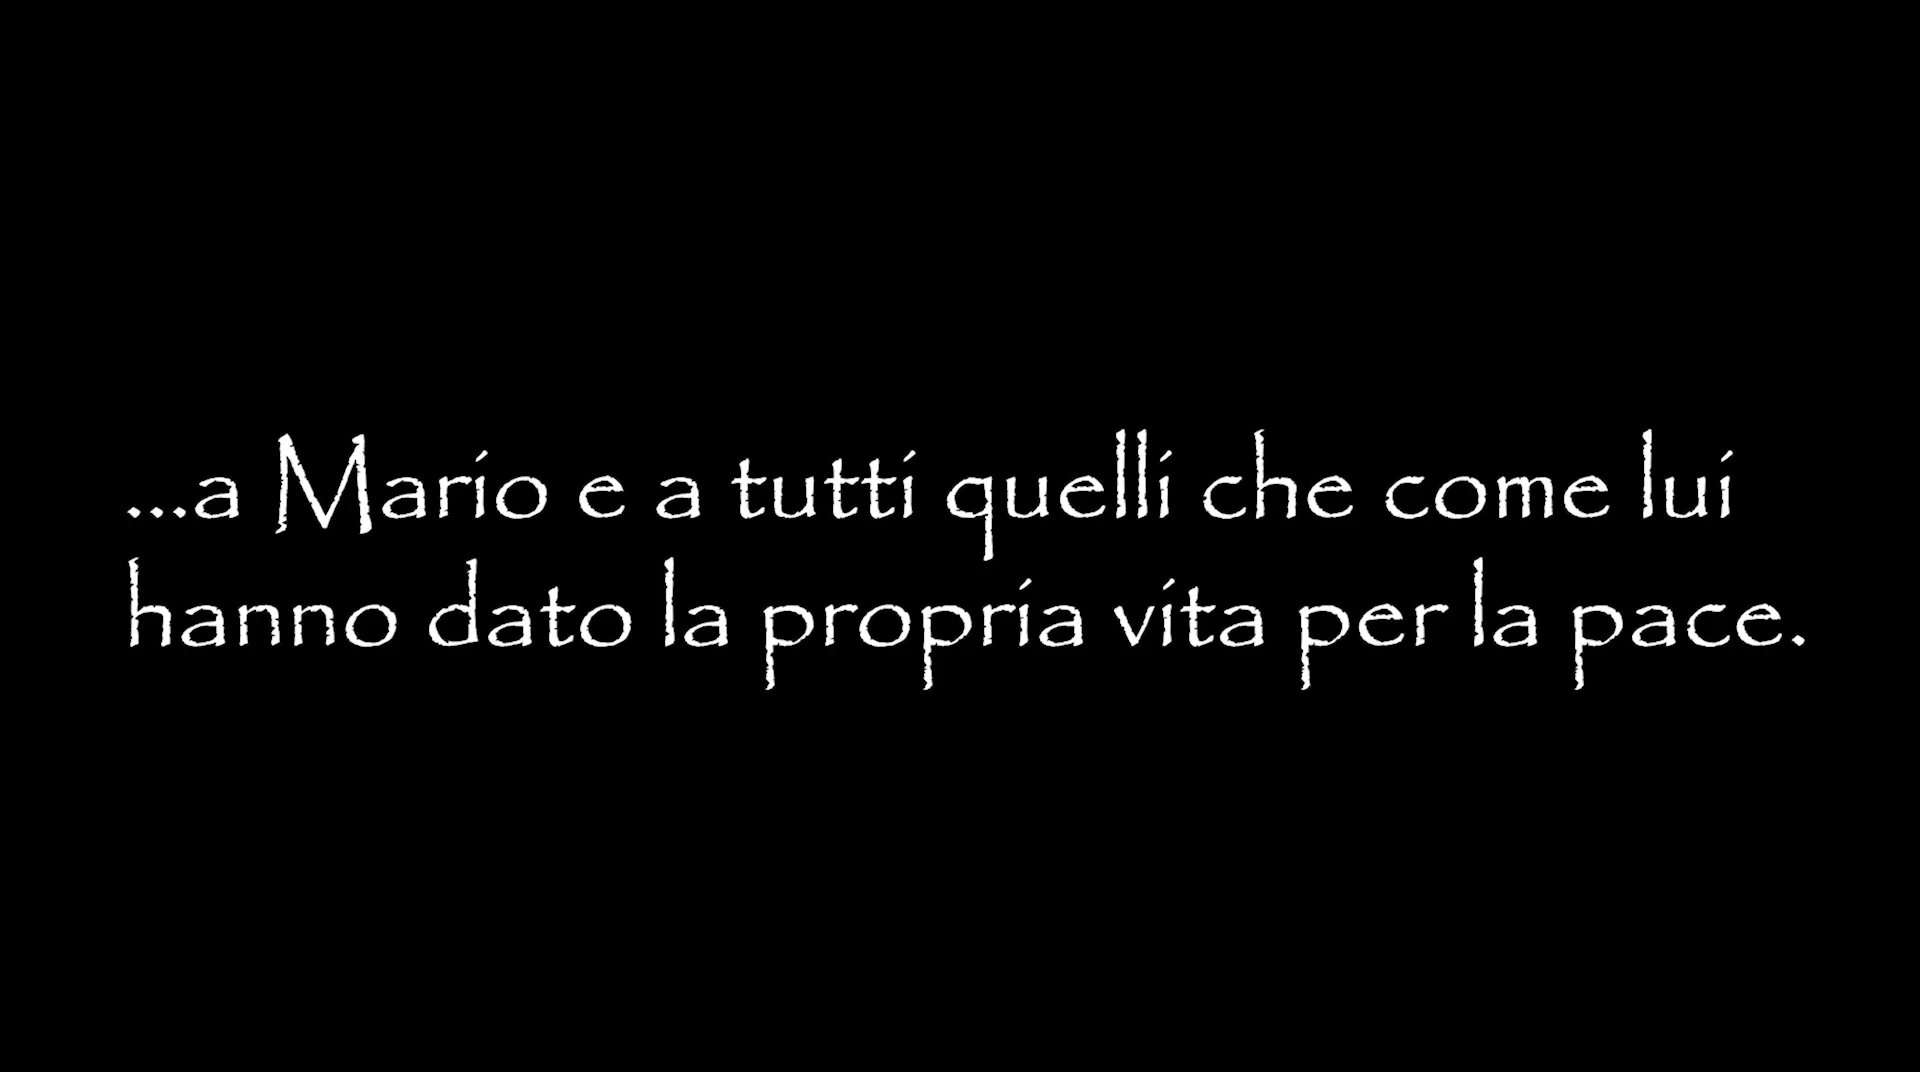 ...a Mario e a tutti quelli che come lui
hanno dato la propria vita per la pace.